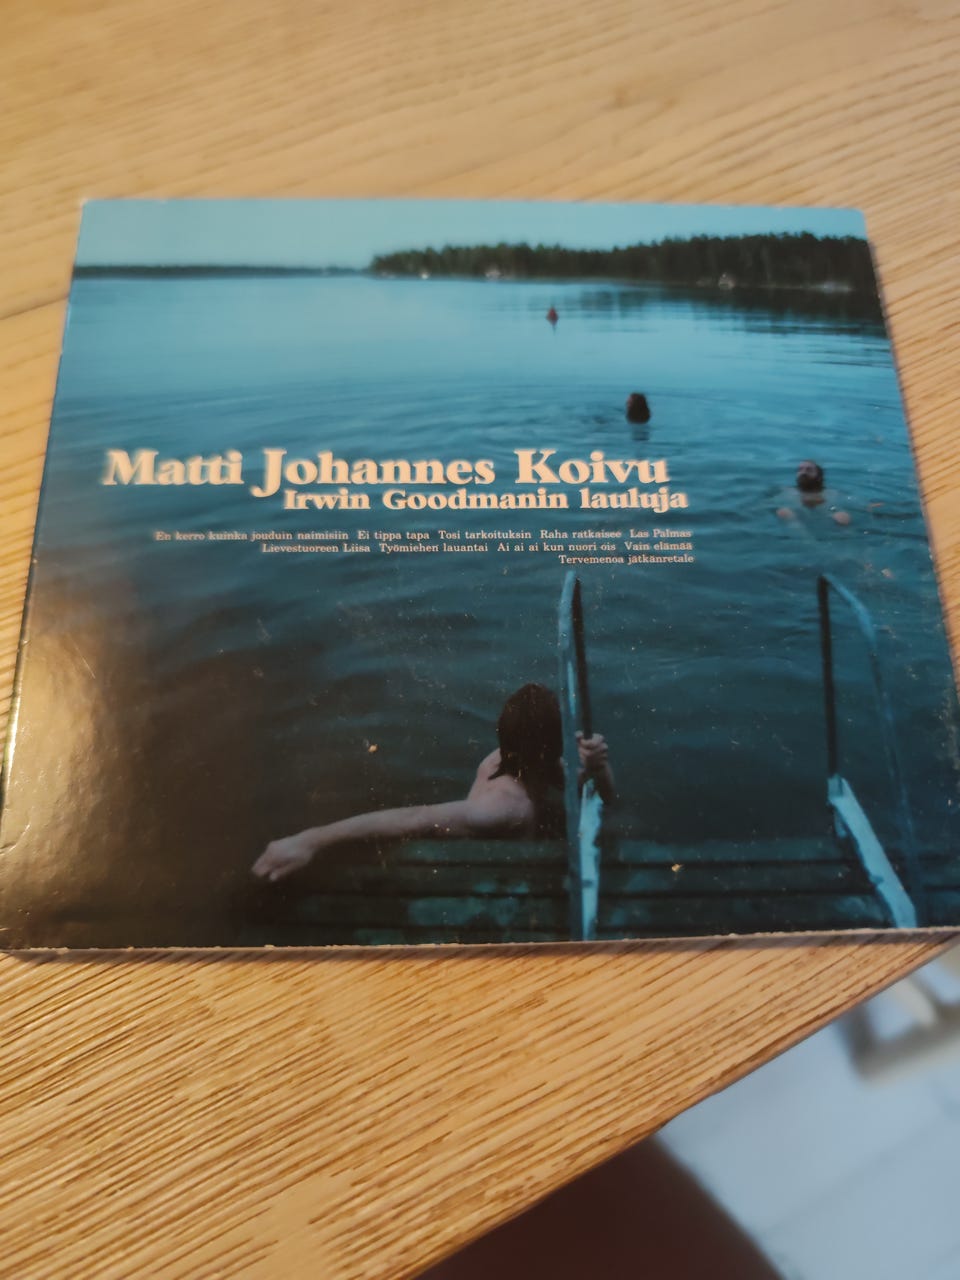 Matti Johannes Koivu
Irwin Goodmanin lauluja
En kerro kuinka jouduin naimisiin Ei tippa tapa Tosi tarkoituksin Raha ratkaisee Las Palmas
Lievestuoreen Liisa Työmiehen lauantai Ai ai ai kun nuori ois Vain elämää
Tervemenoa jätkänretale